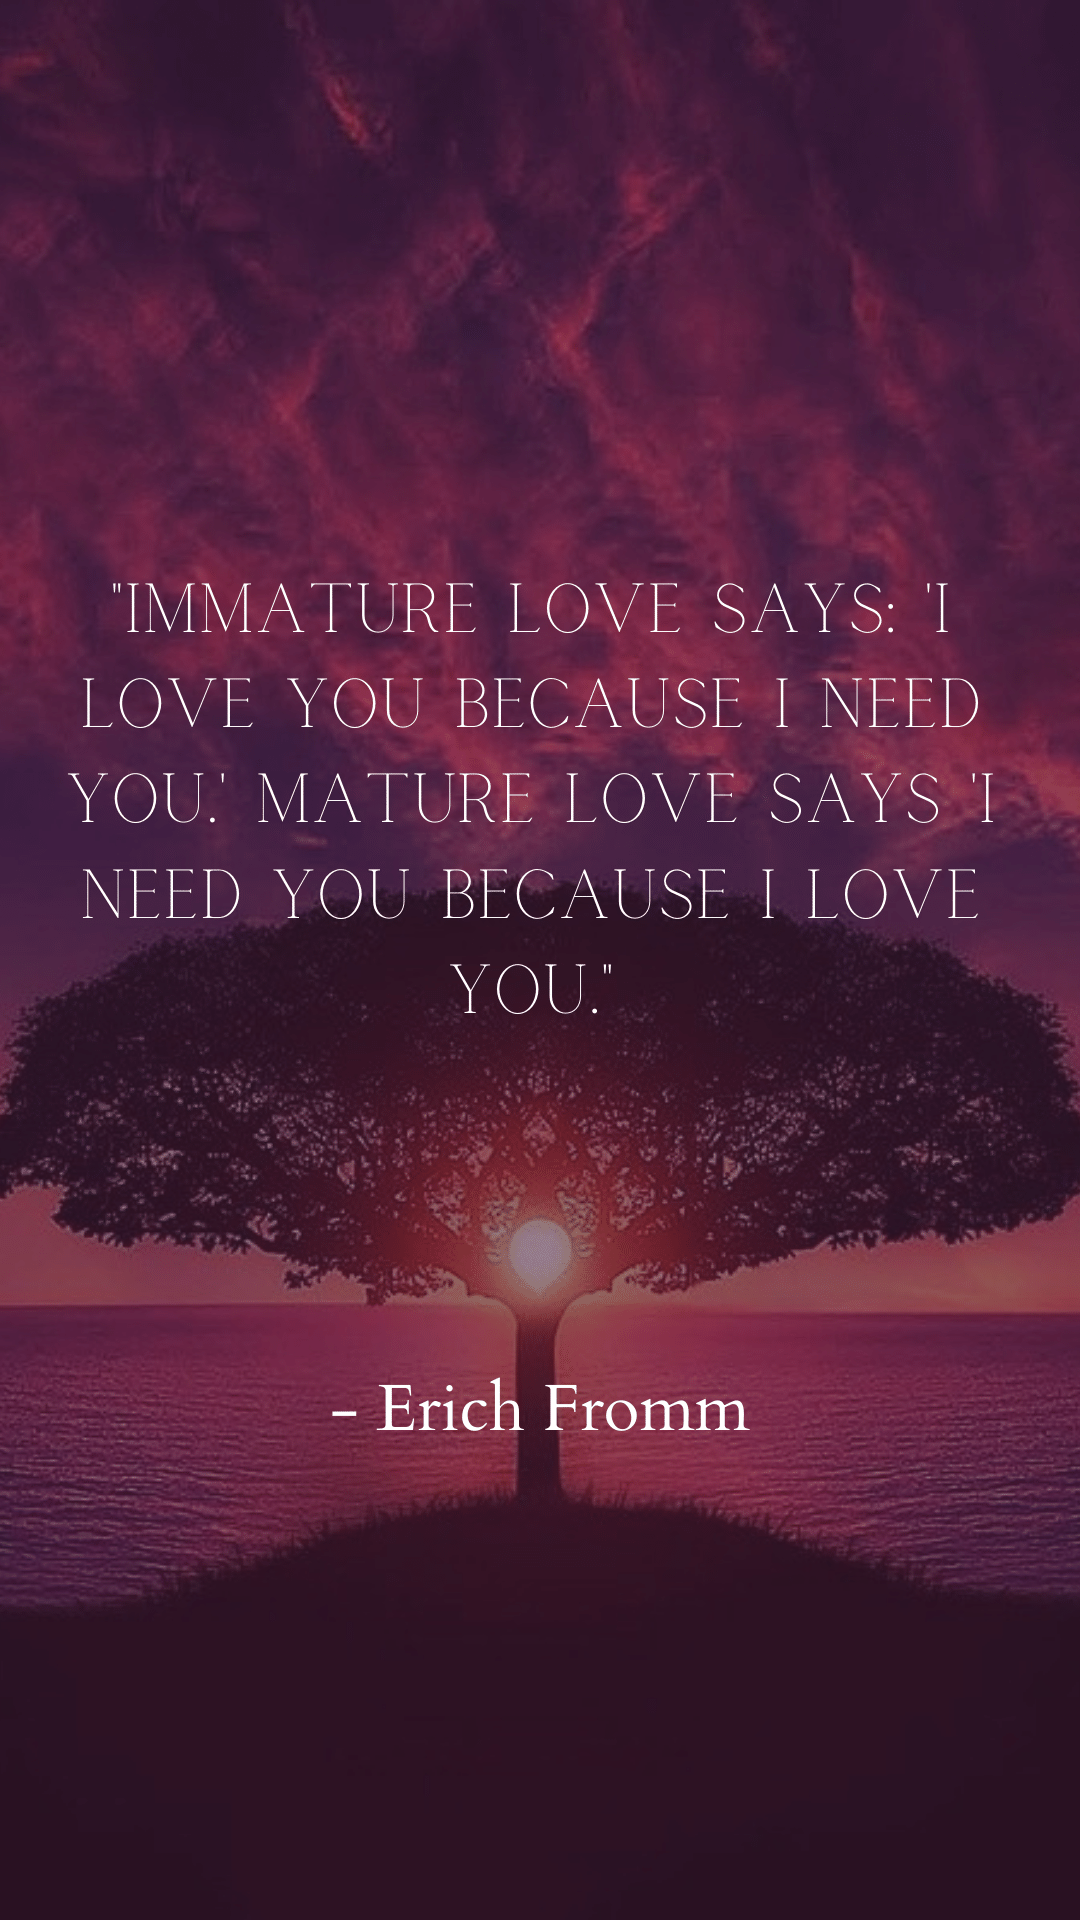 "IMMATURE LOVE SAYS: 'I
LOVE YOU BECAUSE I NEED
YOU.' MATURE LOVE SAYS 'I
NEED YOU BECAUSE I LOVE
YOU."
- Erich Fromm